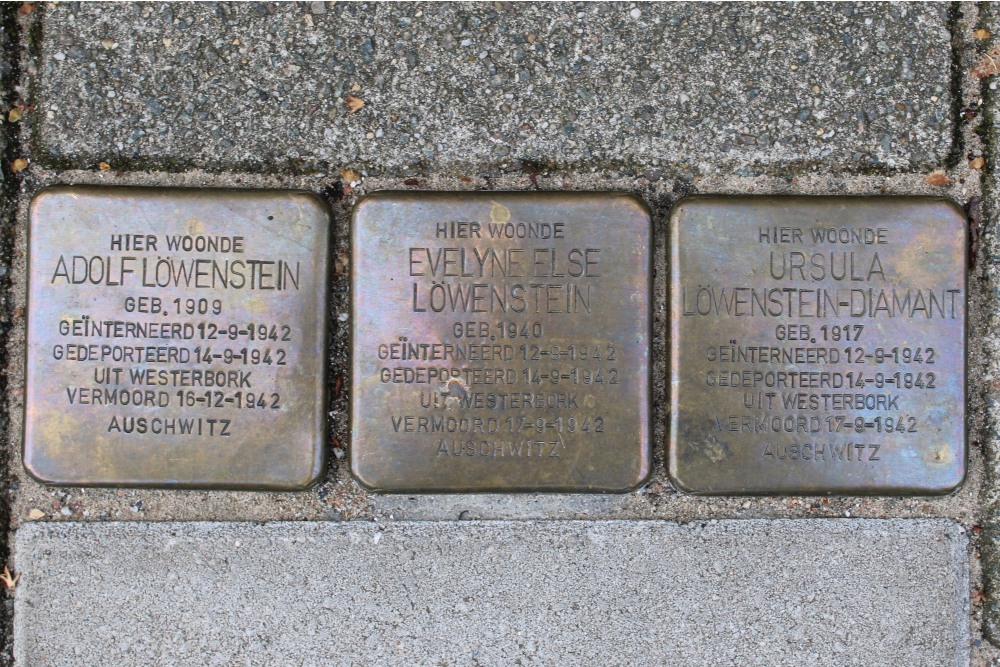 HIER WOONDE
ADOLF LÖWENSTEIN
GEB. 1909
GEÏNTERNEERD 12-9-1942
GEDEPORTEERD 14-9-1942
UIT WESTERBORK
VERMOORD 16-12-1942
AUSCHWITZ
HIER WOONDE
EVELYNE ELSE
LÖWENSTEIN
GEB. 1940
GEÏNTERNEERD 12-9-1942
GEDEPORTEERD 14-9-1942
UIT WESTERBORK
VERMOORD 17-9-1942
AUSCHWITZ
HIER WOONDE
URSULA
LÖWENSTEIN-DIAMANT
GEB. 1917
GEÏNTERNEERD 12-9-1942
GEDEPORTEERD 14-9-1942
UIT WESTERBORK
VERMOORD 17-9-1942
AUSCHWITZ